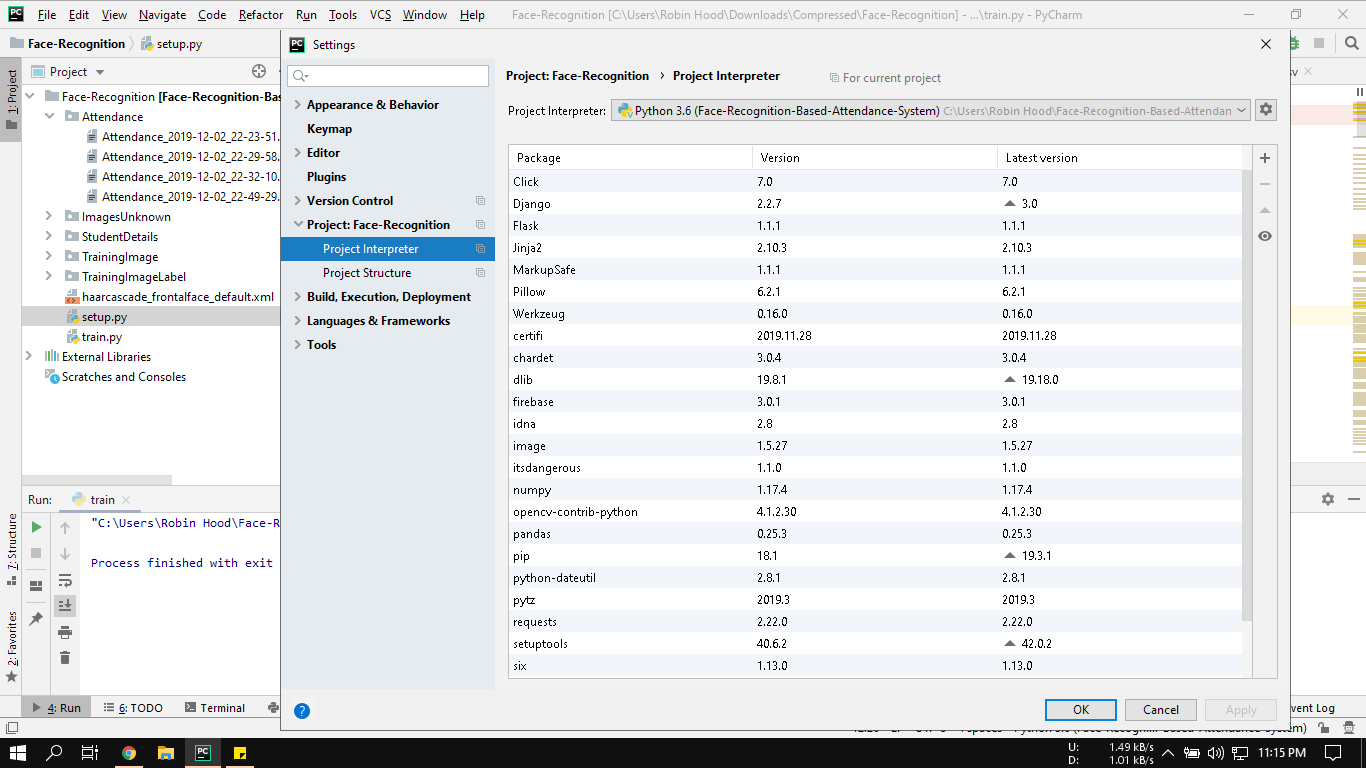 File Edit View Navigate Code Refactor Run Tools VCS Window Help Face-Recognition [C:\Users\Robin Hood\Downloads\Compressed\Face-Recognition] - ...\train.py - PyCharm
Face-Recognition setup.py
Settings
1: Project
Project
Face-Recognition [Face-Recognition-Bas
Attendance
Attendance_2019-12-02_22-23-51.
Attendance_2019-12-02_22-29-58.
Attendance_2019-12-02_22-32-10.
Attendance_2019-12-02_22-49-29.
ImagesUnknown
StudentDetails
TrainingImage
TrainingImageLabel
haarcascade_frontalface_default.xml
setup.py
train.py
External Libraries
Scratches and Consoles
Appearance & Behavior
Keymap
Editor
Plugins
Version Control
Project: Face-Recognition
Project Interpreter
Project Structure
Build, Execution, Deployment
Languages & Frameworks
Tools
Project: Face-Recognition › Project Interpreter For current project
Project Interpreter: Python 3.6 (Face-Recognition-Based-Attendance-System) C:\Users\Robin Hood\Face-Recognition-Based-Attendan
Package Version Latest version
Click 7.0 7.0
Django 2.2.7 3.0
Flask 1.1.1 1.1.1
Jinja2 2.10.3 2.10.3
MarkupSafe 1.1.1 1.1.1
Pillow 6.2.1 6.2.1
Werkzeug 0.16.0 0.16.0
certifi 2019.11.28 2019.11.28
chardet 3.0.4 3.0.4
dlib 19.8.1 19.18.0
firebase 3.0.1 3.0.1
idna 2.8 2.8
image 1.5.27 1.5.27
itsdangerous 1.1.0 1.1.0
numpy 1.17.4 1.17.4
opencv-contrib-python 4.1.2.30 4.1.2.30
pandas 0.25.3 0.25.3
pip 18.1 19.3.1
python-dateutil 2.8.1 2.8.1
pytz 2019.3 2019.3
requests 2.22.0 2.22.0
setuptools 40.6.2 42.0.2
six 1.13.0 1.13.0
OK Cancel Apply
Run: train
"C:\Users\Robin Hood\Face-R
Process finished with exit
7: Structure
2: Favorites
4: Run 6: TODO Terminal
vent Log
U: 1.49 kB/s
D: 1.01 kB/s
11:15 PM